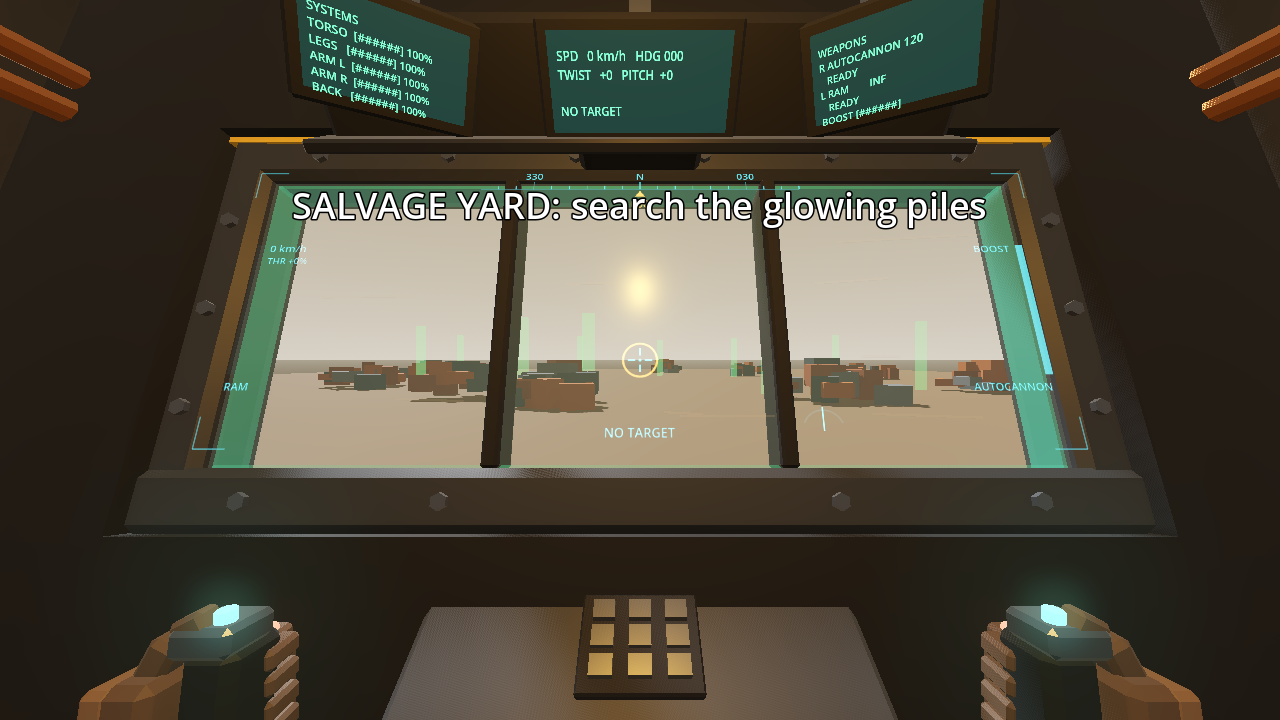 SYSTEMS
TORSO [######] 100%
LEGS [######] 100%
ARM L [######] 100%
ARM R [######] 100%
BACK [######] 100%
SPD 0 km/h HDG 000
TWIST +0 PITCH +0
NO TARGET
WEAPONS
R AUTOCANNON 120
READY
L RAM INF
READY
BOOST [######]
330 N 030
SALVAGE YARD: search the glowing piles
0 km/h
THR +0%
BOOST
RAM
AUTOCANNON
NO TARGET